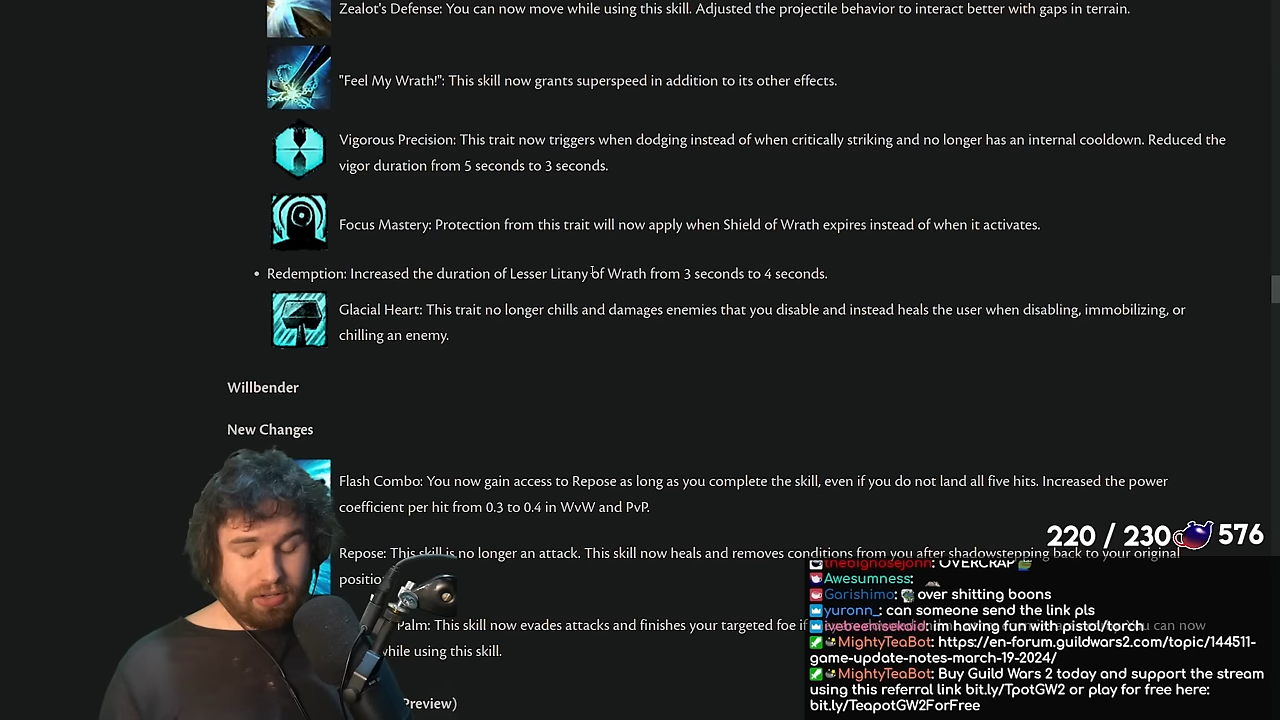 Zealot's Defense: You can now move while using this skill. Adjusted the projectile behavior to interact better with gaps in terrain.
"Feel My Wrath!": This skill now grants superspeed in addition to its other effects.
Vigorous Precision: This trait now triggers when dodging instead of when critically striking and no longer has an internal cooldown. Reduced the
vigor duration from 5 seconds to 3 seconds.
Focus Mastery: Protection from this trait will now apply when Shield of Wrath expires instead of when it activates.
• Redemption: Increased the duration of Lesser Litany of Wrath from 3 seconds to 4 seconds.
Glacial Heart: This trait no longer chills and damages enemies that you disable and instead heals the user when disabling, immobilizing, or
chilling an enemy.
Willbender
New Changes
Flash Combo: You now gain access to Repose as long as you complete the skill, even if you do not land all five hits. Increased the power
coefficient per hit from 0.3 to 0.4 in WvW and PvP.
Repose: This skill is no longer an attack. This skill now heals and removes conditions from you after shadowstepping back to your original
Palm: This skill now evades attacks and finishes your targeted foe if
can now
while using this skill.
Preview)
220 / 230 576
thebignosejohn: OVERCRAP
Awesumness:
Garishimo: over shitting boons
yuronn_: can someone send the link pls
ivebeenisekaid: im having fun with pistol/torch
MightyTeaBot: https://en-forum.guildwars2.com/topic/144511-
game-update-notes-march-19-2024/
MightyTeaBot: Buy Guild Wars 2 today and support the stream
using this referral link bit.ly/TpotGW2 or play for free here:
bit.ly/TeapotGW2ForFree